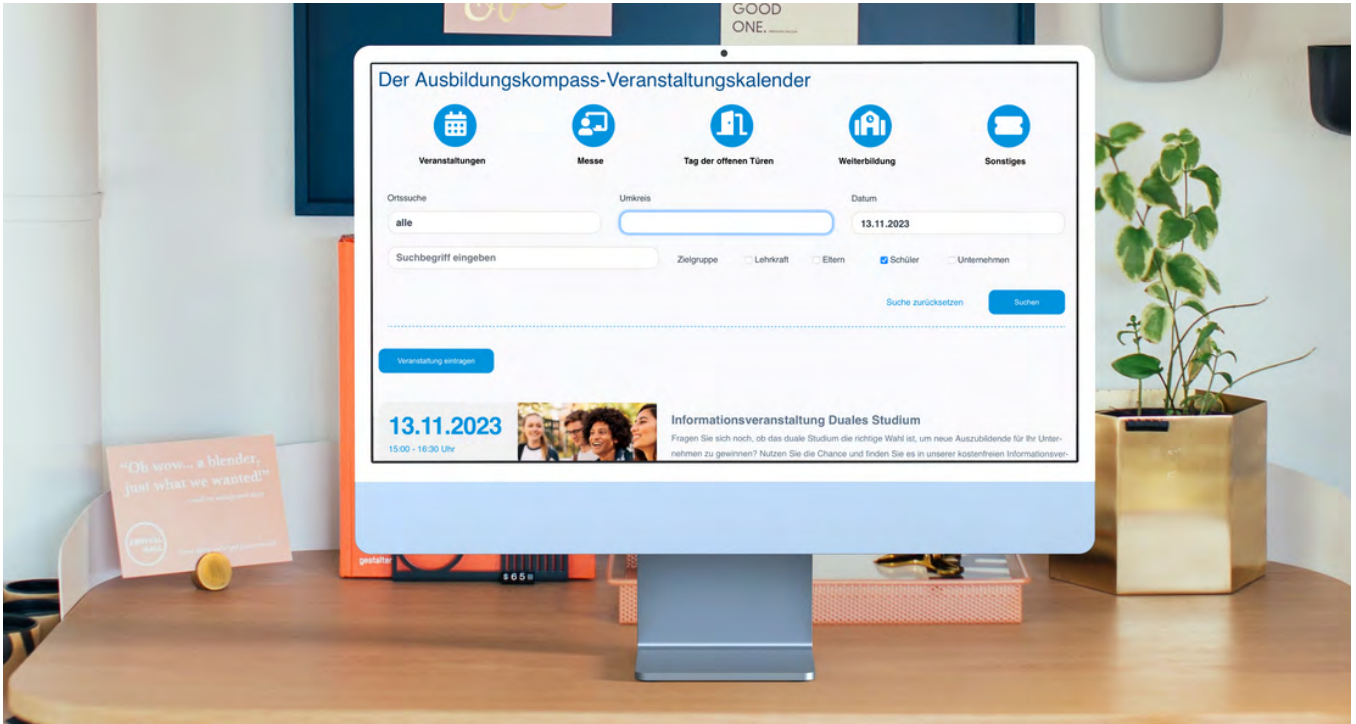 GOOD
ONE.
Der Ausbildungskompass-Veranstaltungskalender
Veranstaltungen
Messe
Tag der offenen Türen
Weiterbildung
Sonstiges
Ortssuche
Umkreis
Datum
alle
13.11.2023
Suchbegriff eingeben
Zielgruppe
Lehrkraft
Eltern
Schüler
Unternehmen
Suche zurücksetzen
Suchen
Veranstaltung eintragen
13.11.2023
15:00 - 16:30 Uhr
Informationsveranstaltung Duales Studium
Fragen Sie sich noch, ob das duale Studium die richtige Wahl ist, um neue Auszubildende für Ihr Unter-
nehmen zu gewinnen? Nutzen Sie die Chance und finden Sie es in unserer kostenfreien Informationsver-
"Oh wow... a blender,
just what we wanted!"
gestalten
$65